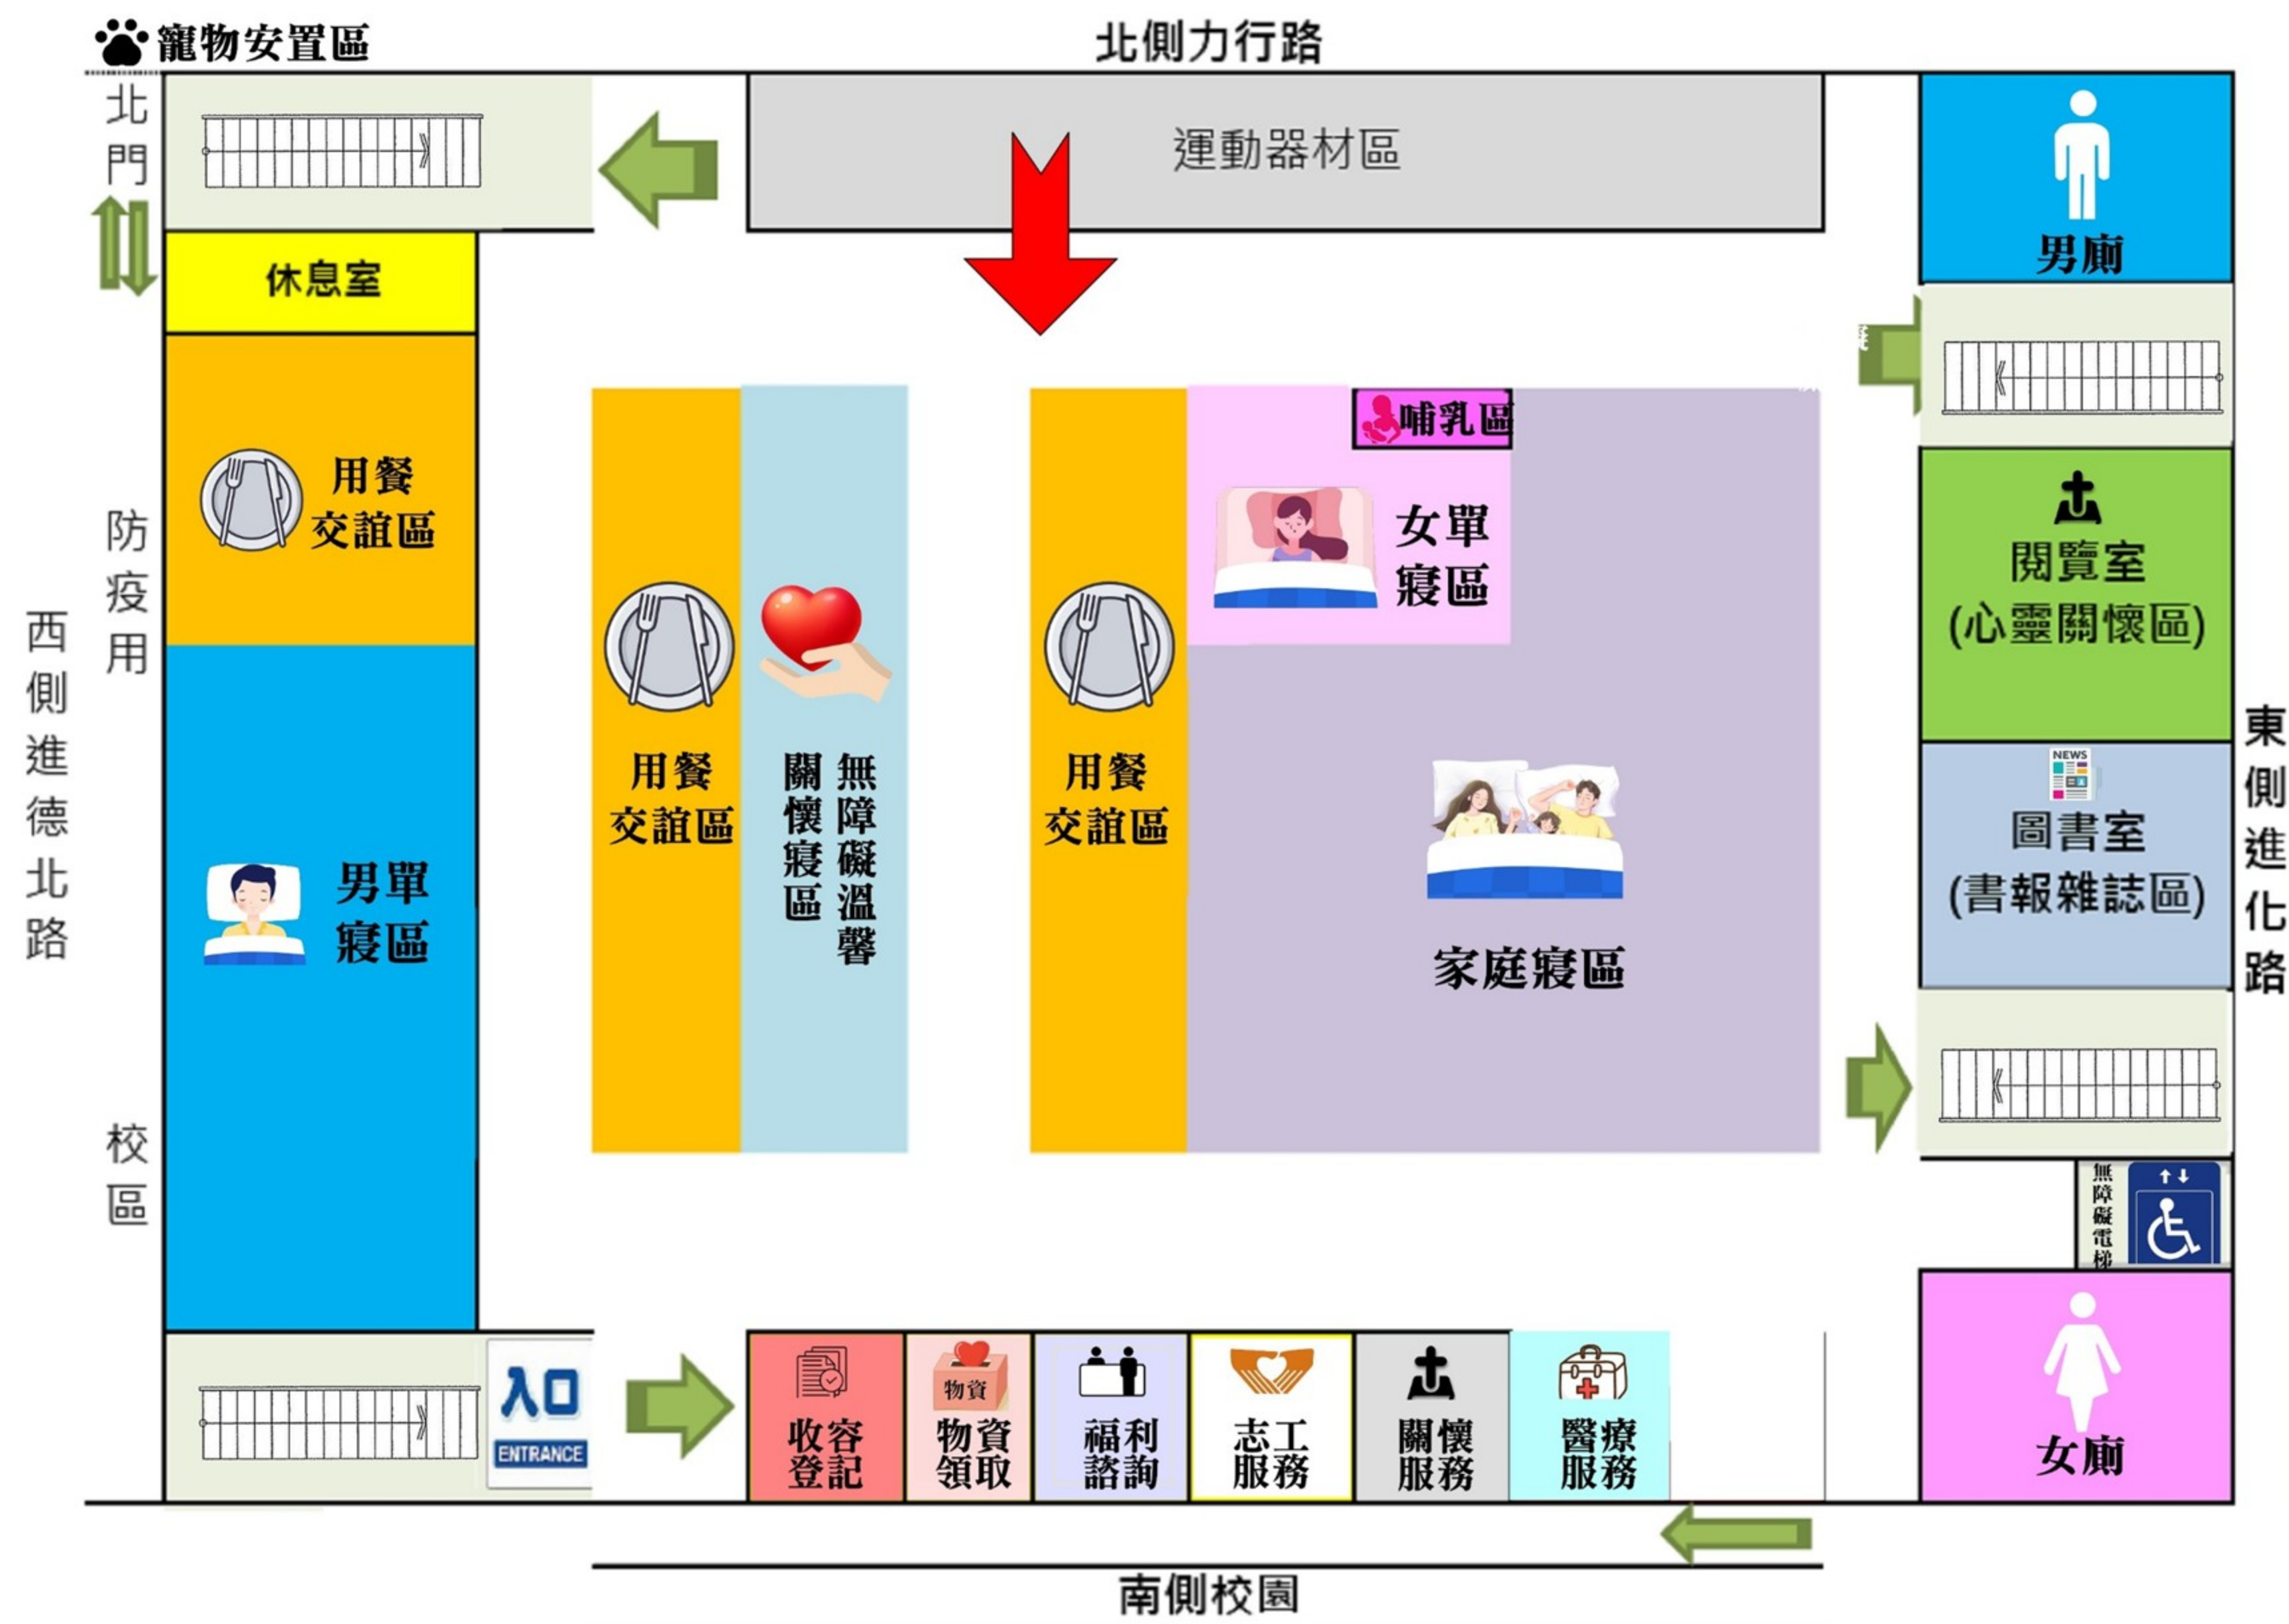 寵物安置區
北側力行路
北門
運動器材區
男廁
休息室
用餐
交誼區
哺乳區
女單
寢區
閱覽室
(心靈關懷區)
防疫用
西側進德北路
用餐
交誼區
無障礙溫馨
關懷寢區
用餐
交誼區
NEWS
圖書室
(書報雜誌區)
東側進化路
男單
寢區
家庭寢區
校區
無障礙電梯
入口
ENTRANCE
收容
登記
物資
物資
領取
福利
諮詢
志工
服務
關懷
服務
醫療
服務
女廁
南側校園